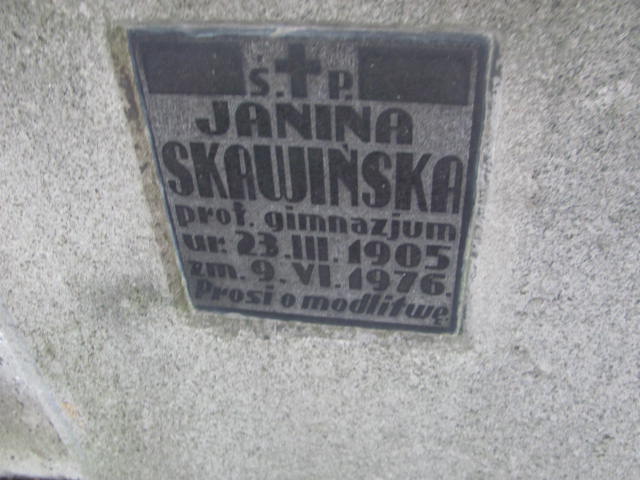 Ś. P.
JANINA
SKAWIŃSKA
prof. gimnazjum
ur. 23. III. 1905
zm. 9. VI. 1976.
Prosi o modlitwę